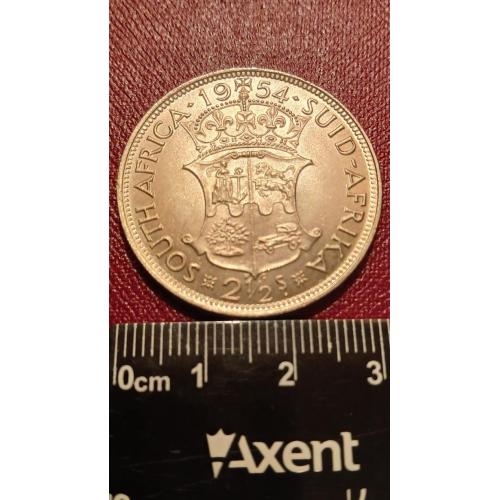 SOUTH AFRICA · 1954 · SUID-AFRIKA
2½ S.
0cm 1 2 3
Axent